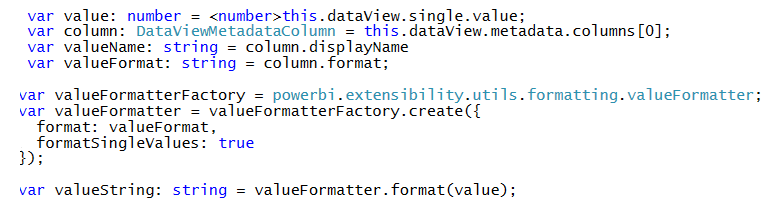 var value: number = <number>this.dataView.single.value;
var column: DataViewMetadataColumn = this.dataView.metadata.columns[0];
var valueName: string = column.displayName
var valueFormat: string = column.format;
var valueFormatterFactory = powerbi.extensibility.utils.formatting.valueFormatter;
var valueFormatter = valueFormatterFactory.create({
format: valueFormat,
formatSingleValues: true
});
var valueString: string = valueFormatter.format(value);